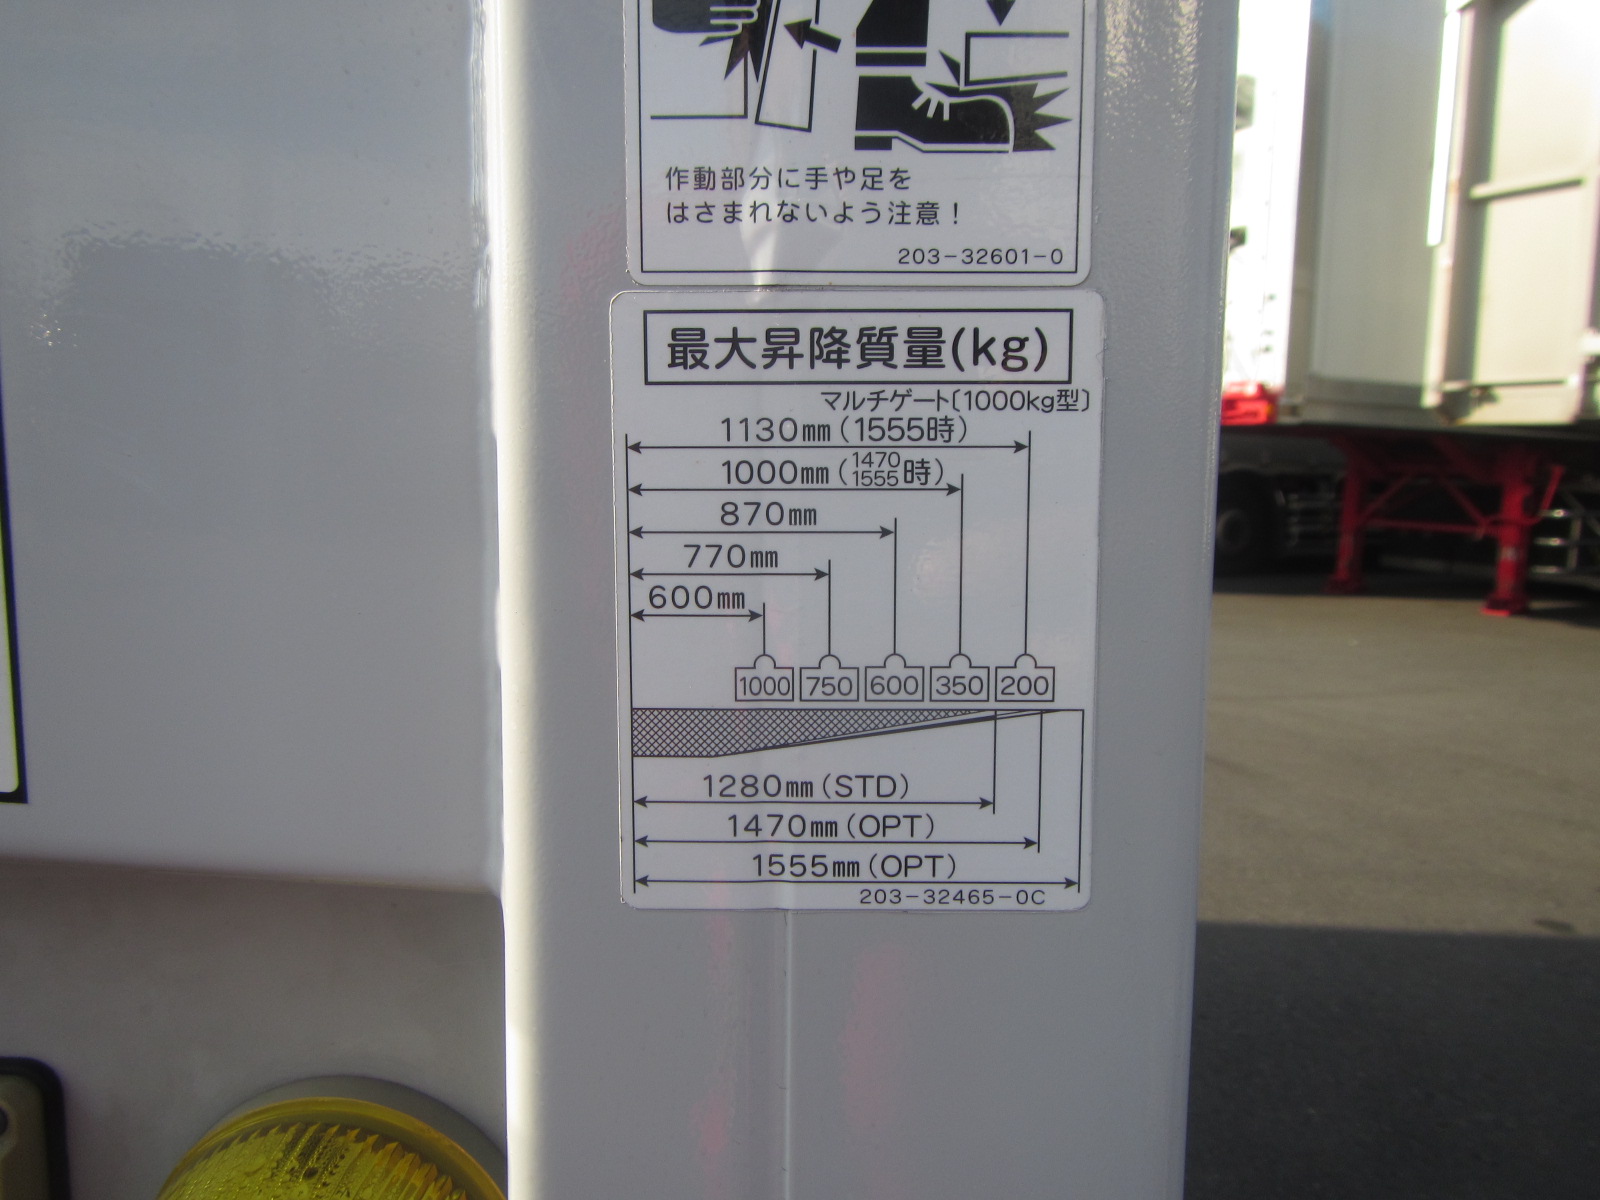 作動部分に手や足を
はさまれないよう注意！
203-32601-0
最大昇降質量(kg)
マルチゲート〔1000kg型〕
1130㎜(1555時)
1000㎜(1470 1555時)
870㎜
770㎜
600㎜
1000 750 600 350 200
1280㎜(STD)
1470㎜(OPT)
1555㎜(OPT)
203-32465-0C